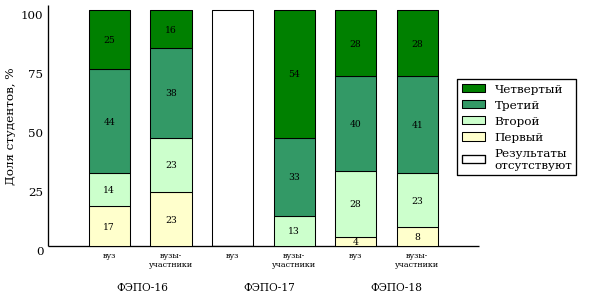 100
75
50
25
0
Доля студентов, %
25
44
14
17
16
38
23
23
54
33
13
28
40
28
4
28
41
23
8
вуз
вузы-
участники
вуз
вузы-
участники
вуз
вузы-
участники
ФЭПО-16
ФЭПО-17
ФЭПО-18
Четвертый
Третий
Второй
Первый
Результаты
отсутствуют